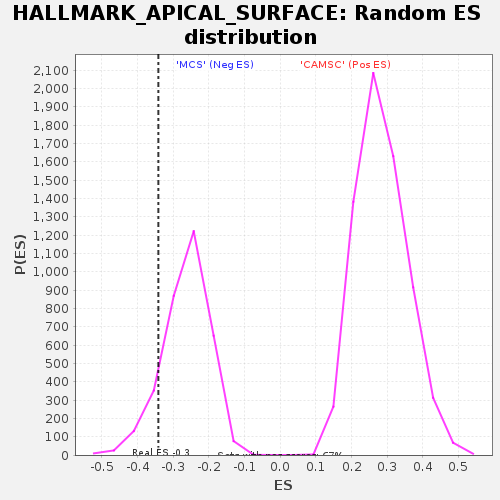 HALLMARK_APICAL_SURFACE: Random ES
distribution
'MCS' (Neg ES)
'CAMSC' (Pos ES)
2,100
2,000
1,900
1,800
1,700
1,600
1,500
1,400
1,300
1,200
1,100
1,000
900
800
700
600
500
400
300
200
100
0
P(ES)
Real ES -0.3
-0.5 -0.4 -0.3 -0.2 -0.1 0.0 0.1 0.2 0.3 0.4 0.5
ES